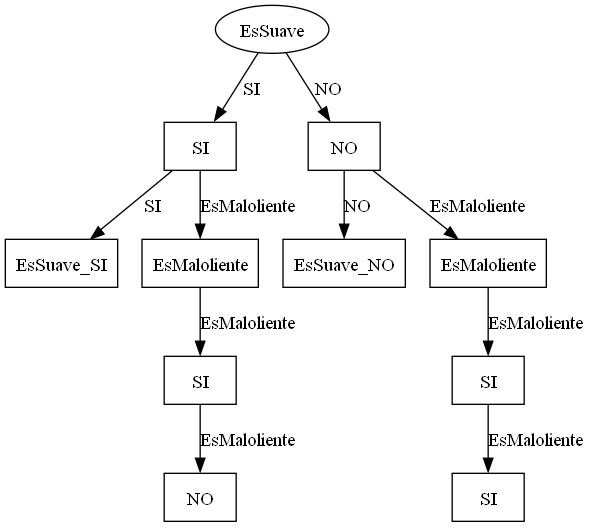 EsSuave
SI
NO
SI
NO
SI
EsMaloliente
NO
EsMaloliente
EsSuave_SI
EsMaloliente
EsSuave_NO
EsMaloliente
EsMaloliente
EsMaloliente
SI
SI
EsMaloliente
EsMaloliente
NO
SI